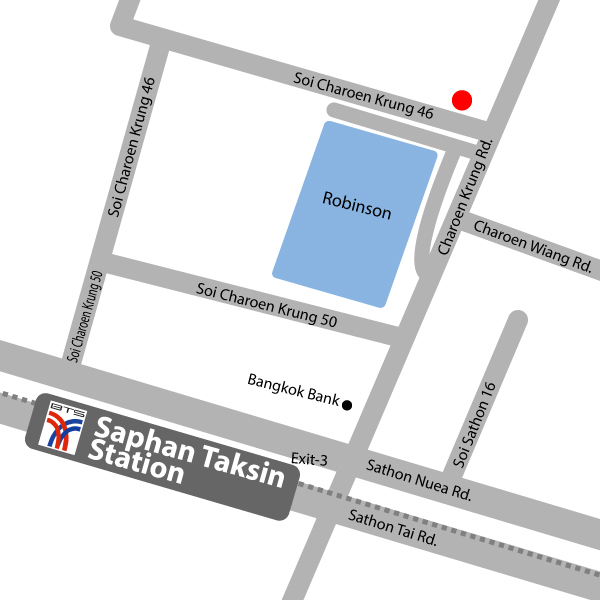 Soi Charoen Krung 46
Soi Charoen Krung 46
Charoen Krung Rd.
Robinson
Charoen Wiang Rd.
Soi Charoen Krung 50
Soi Charoen Krung 50
Bangkok Bank
Soi Sathon 16
BTS
Saphan Taksin
Station
Exit-3
Sathon Nuea Rd.
Sathon Tai Rd.